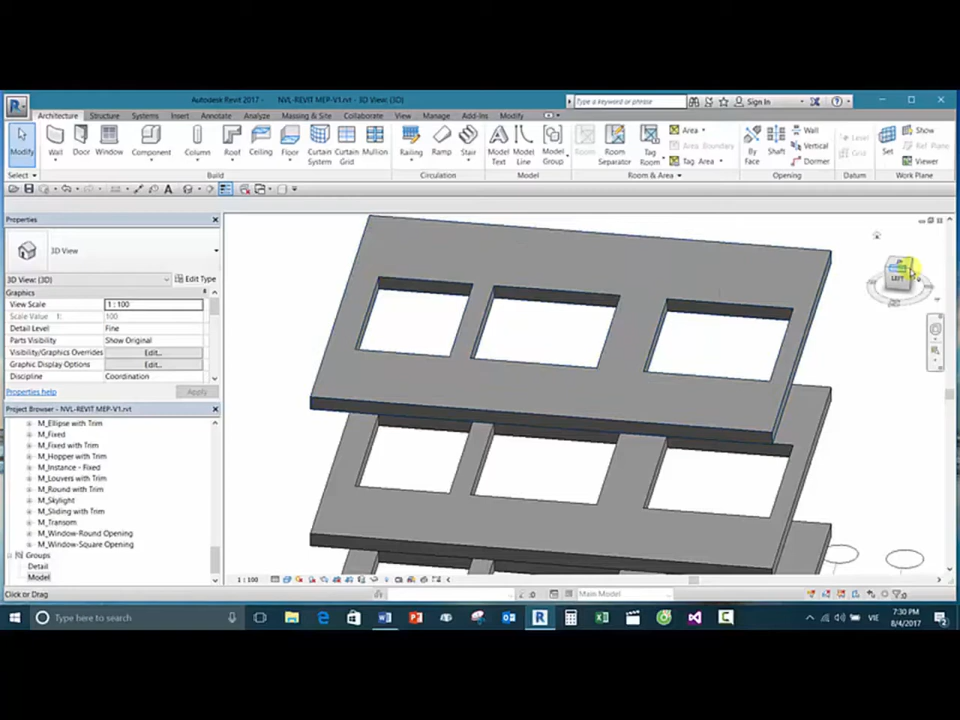 Autodesk Revit 2017 - NVL-REVIT MEP-V1.rvt - 3D View: {3D}
Type a keyword or phrase
Sign In
Architecture Structure Systems Insert Annotate Analyze Massing & Site Collaborate View Manage Add-Ins Modify
Modify
Wall
Door
Window
Component
Column
Roof
Ceiling
Floor
Curtain System
Curtain Grid
Mullion
Railing
Ramp
Stair
Model Text
Model Line
Model Group
Room
Room Separator
Tag Room
Area
Area Boundary
Tag Area
By Face
Shaft
Wall
Vertical
Dormer
Level
Grid
Set
Show
Ref Plane
Viewer
Select
Build
Circulation
Model
Room & Area
Opening
Datum
Work Plane
Properties
3D View
3D View: {3D}
Edit Type
Graphics
View Scale 1 : 100
Scale Value 1: 100
Detail Level Fine
Parts Visibility Show Original
Visibility/Graphics Overrides Edit...
Graphic Display Options Edit...
Discipline Coordination
Properties help
Apply
Project Browser - NVL-REVIT MEP-V1.rvt
M_Ellipse with Trim
M_Fixed
M_Fixed with Trim
M_Hopper with Trim
M_Instance - Fixed
M_Louvers with Trim
M_Round with Trim
M_Skylight
M_Sliding with Trim
M_Transom
M_Window-Round Opening
M_Window-Square Opening
Groups
Detail
Model
LEFT
1 : 100
Click or Drag
:0
Main Model
Type here to search
VIE
7:30 PM
8/4/2017